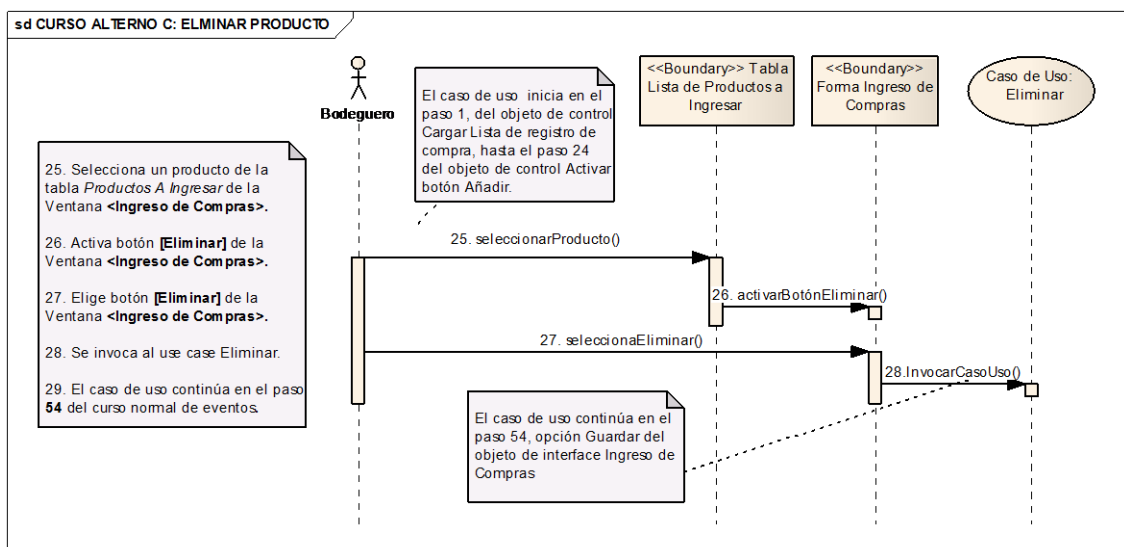 sd CURSO ALTERNO C: ELMINAR PRODUCTO
Bodeguero
El caso de uso inicia en el
paso 1, del objeto de control
Cargar Lista de registro de
compra, hasta el paso 24
del objeto de control Activar
botón Añadir.
<<Boundary>> Tabla
Lista de Productos a
Ingresar
<<Boundary>>
Forma Ingreso de
Compras
Caso de Uso:
Eliminar
25. Selecciona un producto de la
tabla Productos A Ingresar de la
Ventana <Ingreso de Compras>.
26. Activa botón [Eliminar] de la
Ventana <Ingreso de Compras>.
27. Elige botón [Eliminar] de la
Ventana <Ingreso de Compras>.
28. Se invoca al use case Eliminar.
29. El caso de uso continúa en el paso
54 del curso normal de eventos.
25. seleccionarProducto()
26. activarBotónEliminar()
27. seleccionaEliminar()
28.InvocarCasoUso()
El caso de uso continúa en el
paso 54, opción Guardar del
objeto de interface Ingreso de
Compras